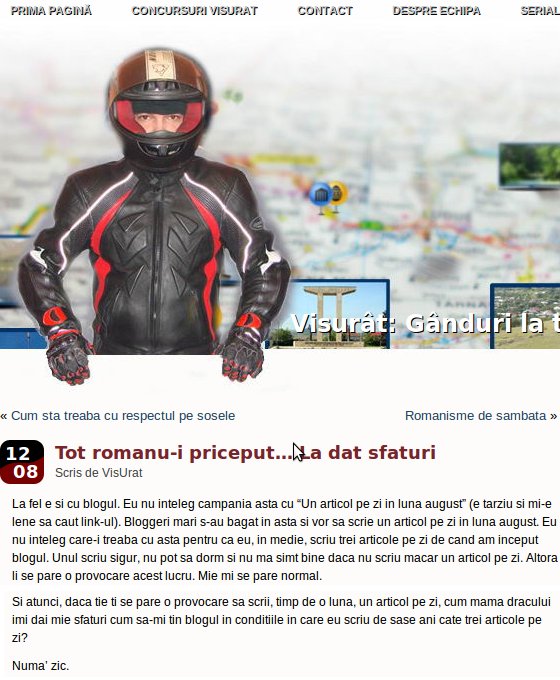 PRIMA PAGINĂ CONCURSURI VISURAT CONTACT DESPRE ECHIPA SERIAL
Visurât: Gânduri la t
« Cum sta treaba cu respectul pe sosele Romanisme de sambata »
12
08
Tot romanu-i priceput... La dat sfaturi
Scris de VisUrat
La fel e si cu blogul. Eu nu inteleg campania asta cu “Un articol pe zi in luna august” (e tarziu si mi-e
lene sa caut link-ul). Bloggeri mari s-au bagat in asta si vor sa scrie un articol pe zi in luna august. Eu
nu inteleg care-i treaba cu asta pentru ca eu, in medie, scriu trei articole pe zi de cand am inceput
blogul. Unul scriu sigur, nu pot sa dorm si nu ma simt bine daca nu scriu macar un articol pe zi. Altora
li se pare o provocare acest lucru. Mie mi se pare normal.
Si atunci, daca tie ti se pare o provocare sa scrii, timp de o luna, un articol pe zi, cum mama dracului
imi dai mie sfaturi cum sa-mi tin blogul in conditiile in care eu scriu de sase ani cate trei articole pe
zi?
Numa’ zic.